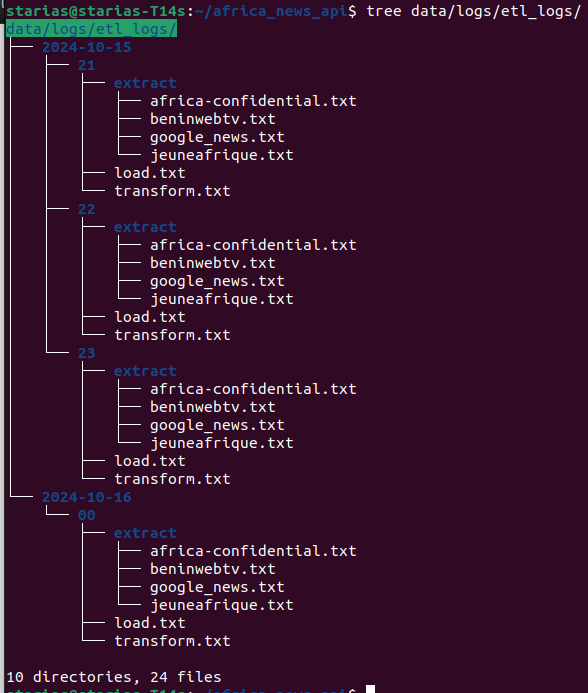 starias@starias-T14s:~/africa_news_api$ tree data/logs/etl_logs/
data/logs/etl_logs/
├── 2024-10-15
│   ├── 21
│   │   ├── extract
│   │   │   ├── africa-confidential.txt
│   │   │   ├── beninwebtv.txt
│   │   │   ├── google_news.txt
│   │   │   └── jeuneafrique.txt
│   │   ├── load.txt
│   │   └── transform.txt
│   ├── 22
│   │   ├── extract
│   │   │   ├── africa-confidential.txt
│   │   │   ├── beninwebtv.txt
│   │   │   ├── google_news.txt
│   │   │   └── jeuneafrique.txt
│   │   ├── load.txt
│   │   └── transform.txt
│   └── 23
│       ├── extract
│       │   ├── africa-confidential.txt
│       │   ├── beninwebtv.txt
│       │   ├── google_news.txt
│       │   └── jeuneafrique.txt
│       ├── load.txt
│       └── transform.txt
└── 2024-10-16
    └── 00
        ├── extract
        │   ├── africa-confidential.txt
        │   ├── beninwebtv.txt
        │   ├── google_news.txt
        │   └── jeuneafrique.txt
        ├── load.txt
        └── transform.txt
10 directories, 24 files
starias@starias-T14s:~/africa_news_api$